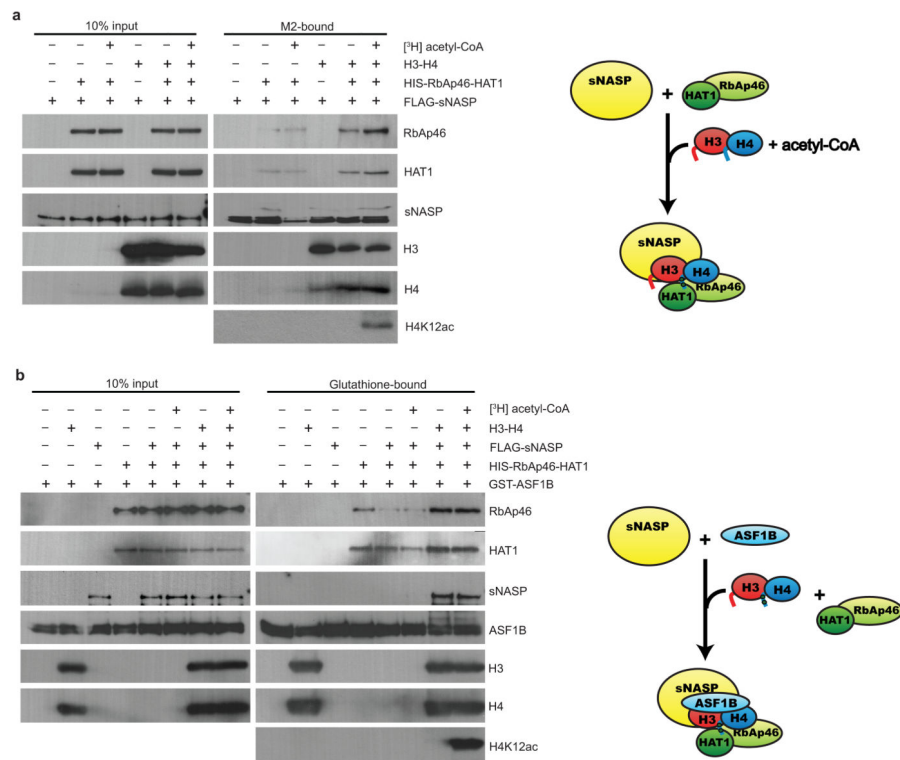 a
10% input M2-bound
– – + – – + – – + – – + [³H] acetyl-CoA
– – – + + + – – – + + + H3-H4
– + + – + + – + + – + + HIS-RbAp46-HAT1
+ + + + + + + + + + + + FLAG-sNASP
RbAp46
HAT1
sNASP
H3
H4
H4K12ac
sNASP + HAT1 RbAp46
H3 H4 + acetyl-CoA
sNASP
H3 H4
HAT1 RbAp46
b
10% input Glutathione-bound
– – – – – + – + – – – – – + – + [³H] acetyl-CoA
– + – – – – + + – + – – – – + + H3-H4
– – + – + + + + – – + – + + + + FLAG-sNASP
– – – + + + + + – – – + + + + + HIS-RbAp46-HAT1
+ + + + + + + + + + + + + + + + GST-ASF1B
RbAp46
HAT1
sNASP
ASF1B
H3
H4
H4K12ac
sNASP + ASF1B
H3 H4 + HAT1 RbAp46
sNASP
ASF1B
H3 H4
HAT1 RbAp46